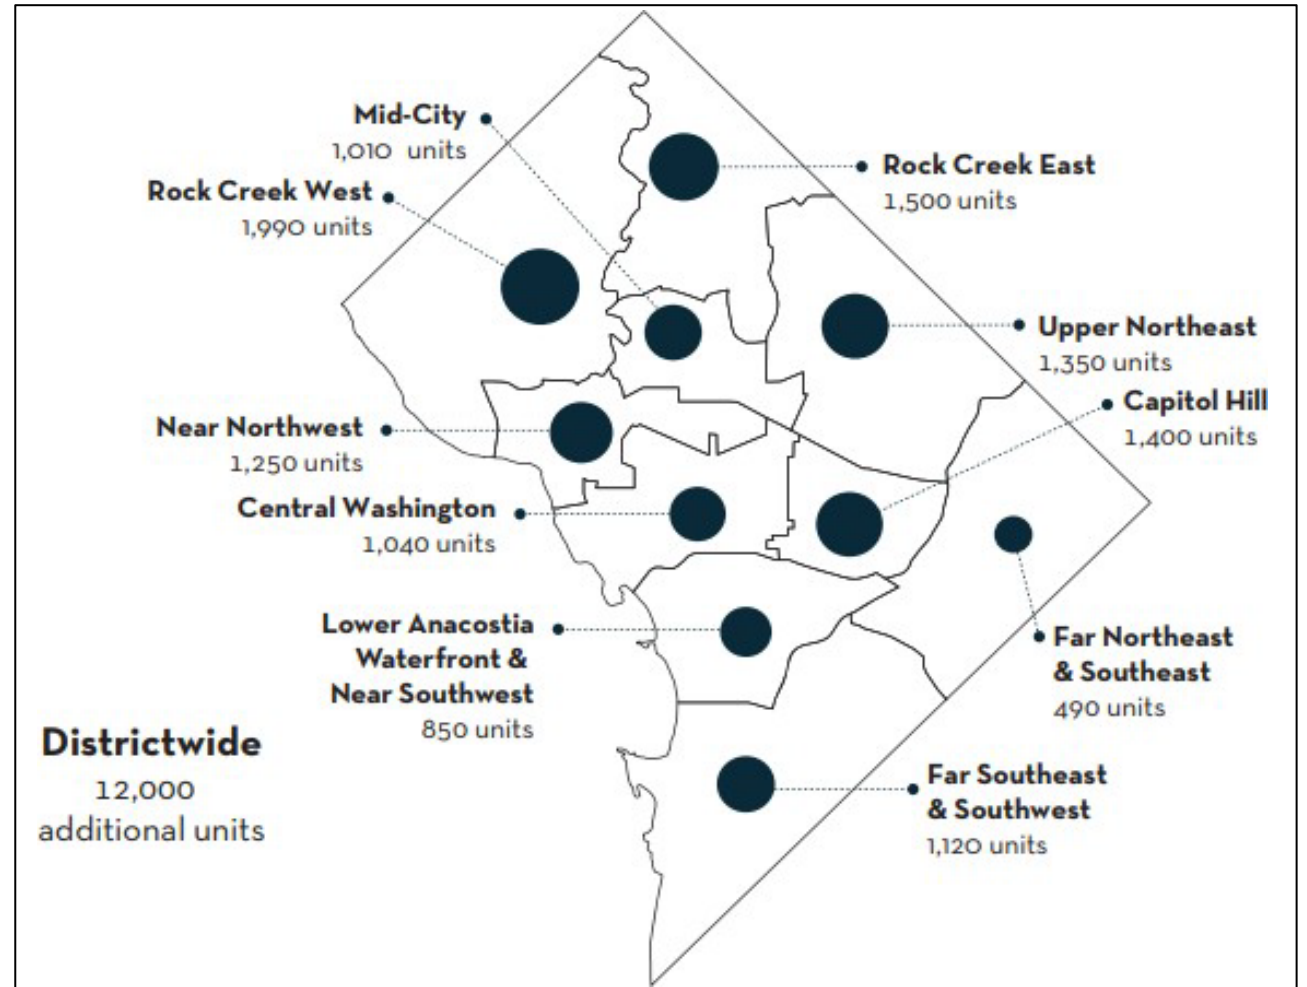 Mid-City
1,010 units
Rock Creek West
1,990 units
Rock Creek East
1,500 units
Upper Northeast
1,350 units
Capitol Hill
1,400 units
Near Northwest
1,250 units
Central Washington
1,040 units
Lower Anacostia
Waterfront &
Near Southwest
850 units
Far Northeast
& Southeast
490 units
Districtwide
12,000
additional units
Far Southeast
& Southwest
1,120 units